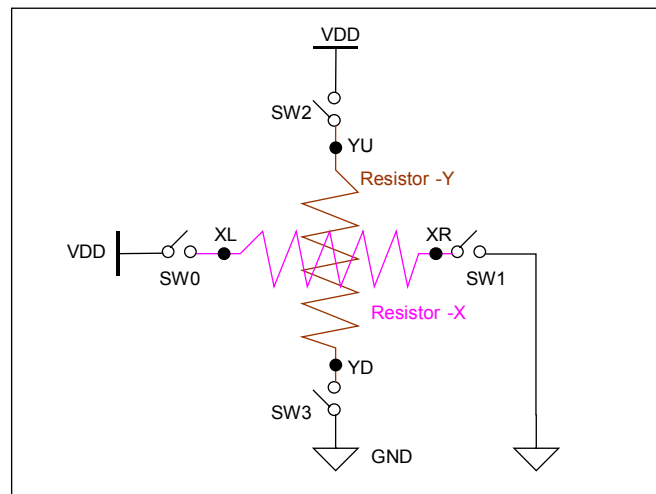 VDD
SW2
YU
Resistor -Y
XL
XR
VDD
SW0
SW1
Resistor -X
YD
SW3
GND